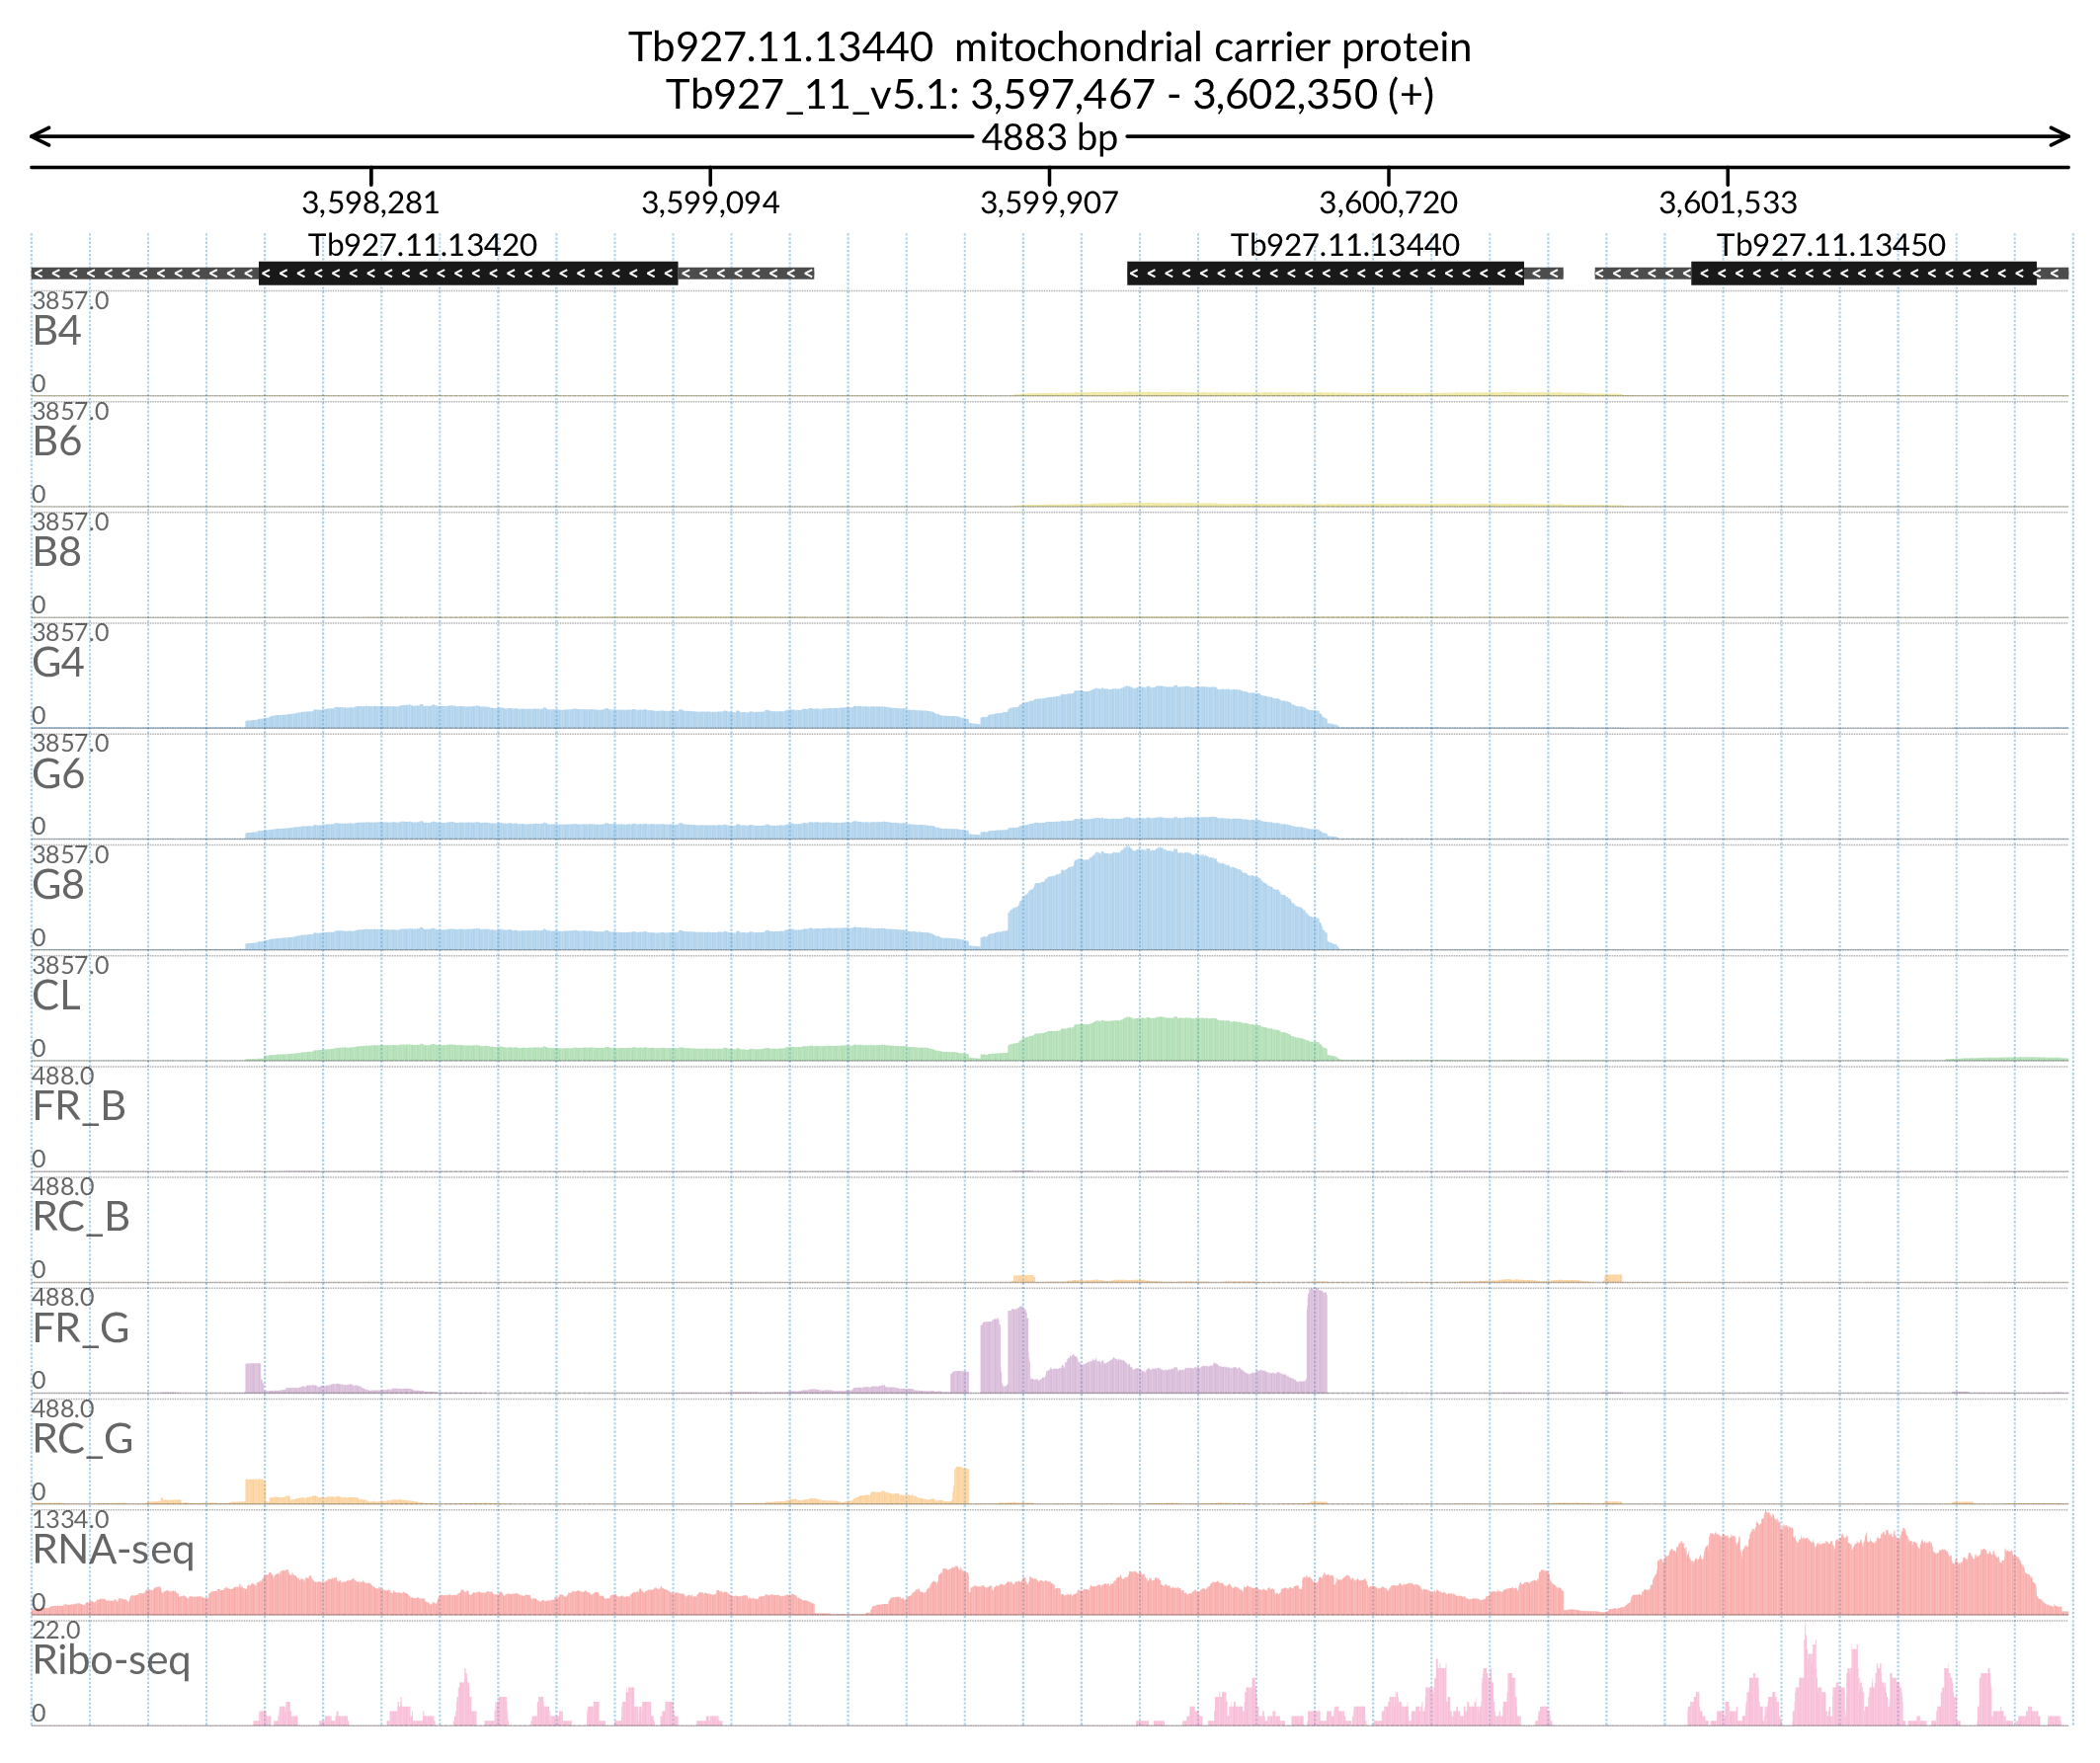 Tb927.11.13440  mitochondrial carrier protein
Tb927_11_v5.1: 3,597,467 - 3,602,350 (+)
4883 bp
3,598,281 3,599,094 3,599,907 3,600,720 3,601,533
Tb927.11.13420 Tb927.11.13440 Tb927.11.13450
3857.0
B4
0
3857.0
B6
0
3857.0
B8
0
3857.0
G4
0
3857.0
G6
0
3857.0
G8
0
3857.0
CL
0
488.0
FR_B
0
488.0
RC_B
0
488.0
FR_G
0
488.0
RC_G
0
1334.0
RNA-seq
0
22.0
Ribo-seq
0